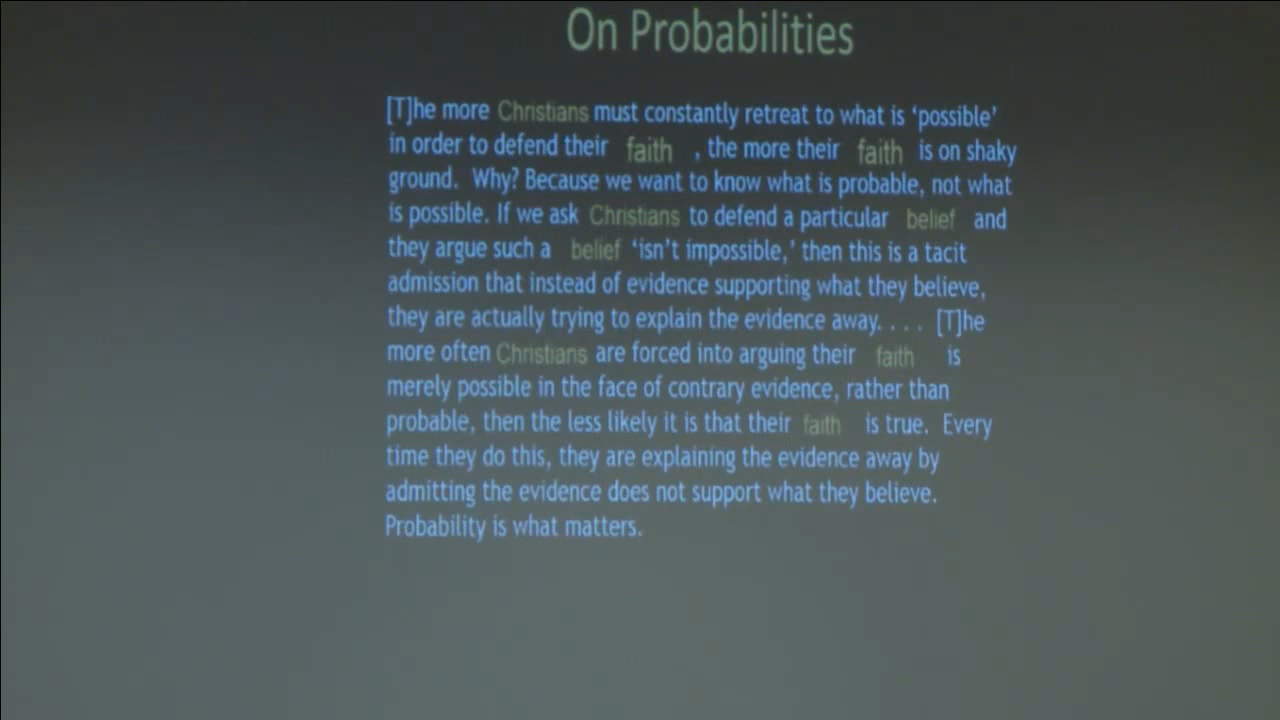 On Probabilities
[T]he more Christians must constantly retreat to what is ‘possible’
in order to defend their faith , the more their faith is on shaky
ground. Why? Because we want to know what is probable, not what
is possible. If we ask Christians to defend a particular belief and
they argue such a belief ‘isn’t impossible,’ then this is a tacit
admission that instead of evidence supporting what they believe,
they are actually trying to explain the evidence away. . . . [T]he
more often Christians are forced into arguing their faith is
merely possible in the face of contrary evidence, rather than
probable, then the less likely it is that their faith is true. Every
time they do this, they are explaining the evidence away by
admitting the evidence does not support what they believe.
Probability is what matters.